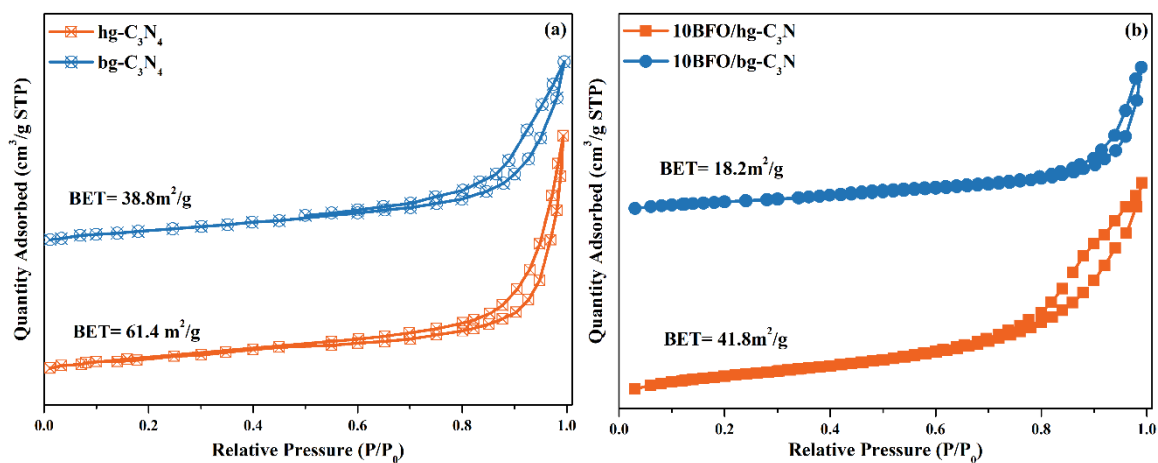 (a)
hg-C₃N₄
bg-C₃N₄
Quantity Adsorbed (cm³/g STP)
BET= 38.8m²/g
BET= 61.4 m²/g
0.0 0.2 0.4 0.6 0.8 1.0
Relative Pressure (P/P₀)
(b)
10BFO/hg-C₃N
10BFO/bg-C₃N
Quantity Adsorbed (cm³/g STP)
BET= 18.2m²/g
BET= 41.8m²/g
0.0 0.2 0.4 0.6 0.8 1.0
Relative Pressure (P/P₀)